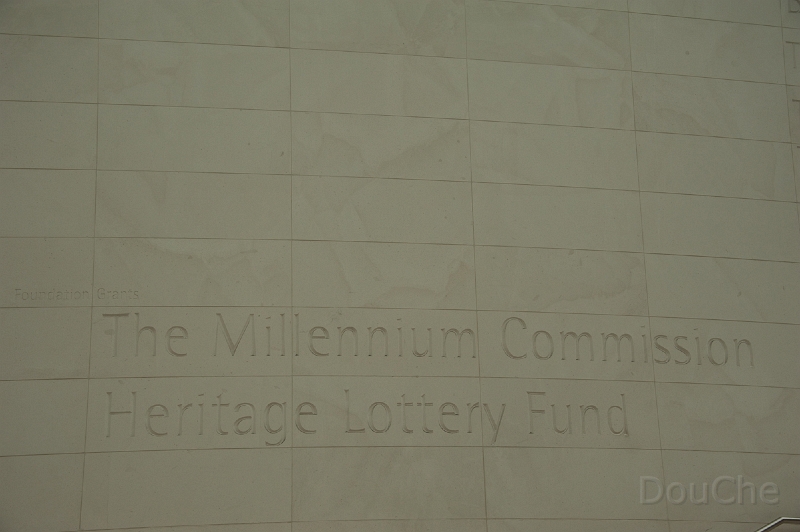 Foundation Grants
The Millennium Commission
Heritage Lottery Fund
DouChe